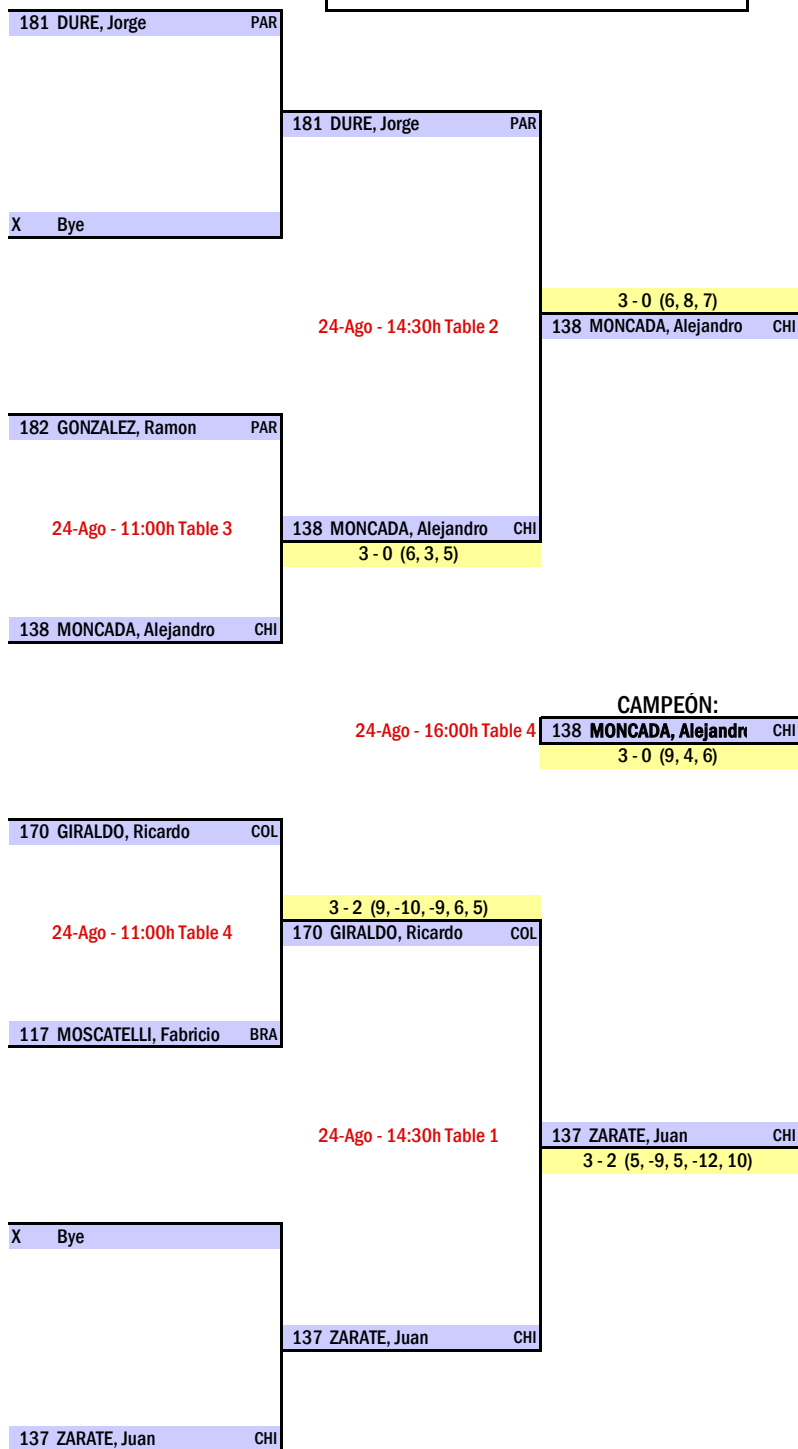 181 DURE, Jorge PAR
181 DURE, Jorge PAR
X Bye
3 - 0 (6, 8, 7)
24-Ago - 14:30h Table 2
138 MONCADA, Alejandro CHI
182 GONZALEZ, Ramon PAR
24-Ago - 11:00h Table 3
138 MONCADA, Alejandro CHI
3 - 0 (6, 3, 5)
138 MONCADA, Alejandro CHI
CAMPEÓN:
24-Ago - 16:00h Table 4
138 MONCADA, Alejandr CHI
3 - 0 (9, 4, 6)
170 GIRALDO, Ricardo COL
3 - 2 (9, -10, -9, 6, 5)
24-Ago - 11:00h Table 4
170 GIRALDO, Ricardo COL
117 MOSCATELLI, Fabricio BRA
24-Ago - 14:30h Table 1
137 ZARATE, Juan CHI
3 - 2 (5, -9, 5, -12, 10)
X Bye
137 ZARATE, Juan CHI
137 ZARATE, Juan CHI